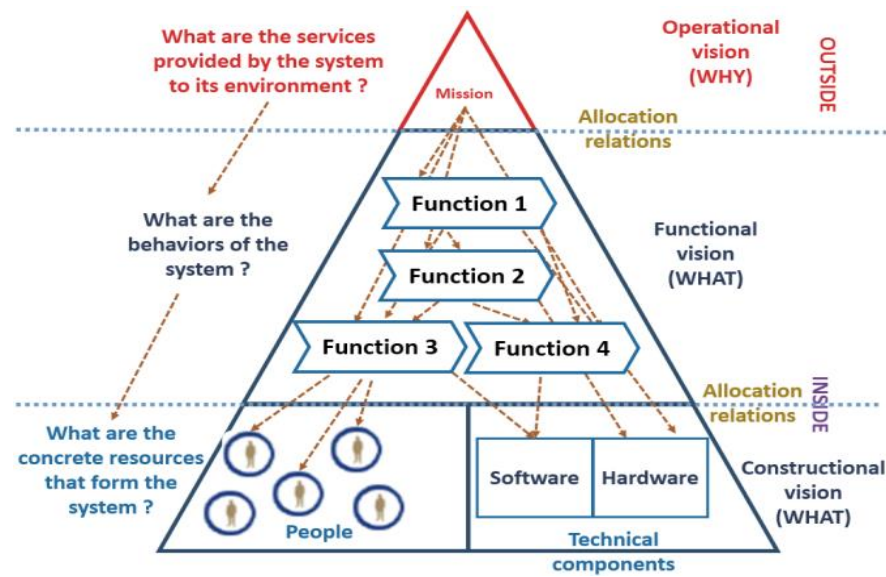 What are the services
provided by the system
to its environment ?
Mission
Operational
vision
(WHY)
OUTSIDE
Allocation
relations
Function 1
What are the
behaviors of the
system ?
Function 2
Functional
vision
(WHAT)
Function 3
Function 4
Allocation
relations
INSIDE
What are the
concrete resources
that form the
system ?
People
Software
Hardware
Technical
components
Constructional
vision
(WHAT)